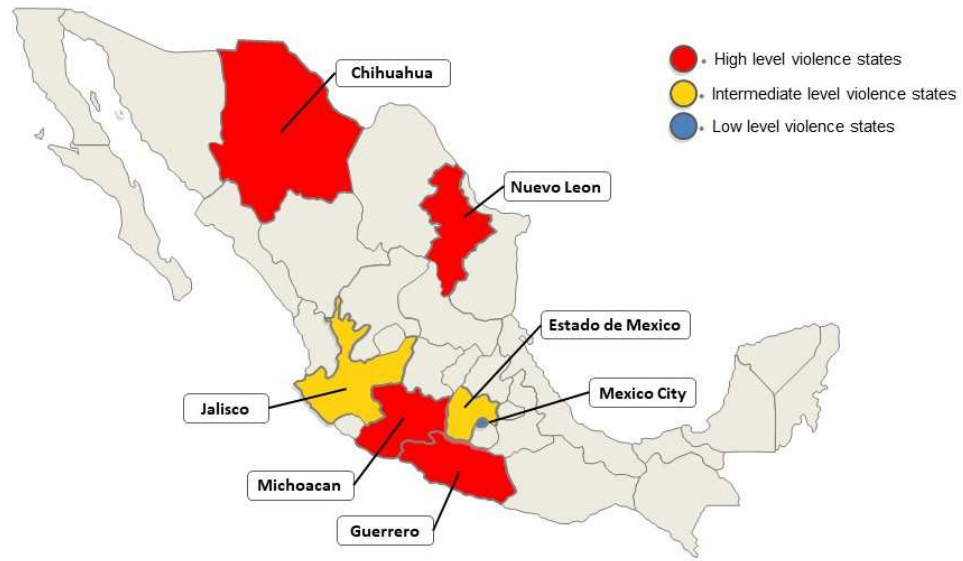 Chihuahua
High level violence states
Intermediate level violence states
Low level violence states
Nuevo Leon
Estado de Mexico
Mexico City
Jalisco
Michoacan
Guerrero